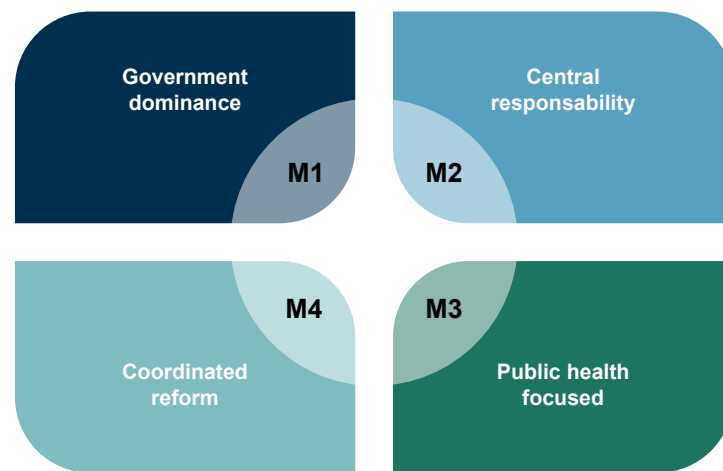 Government
dominance
M1
Central
responsability
M2
M4
Coordinated
reform
M3
Public health
focused